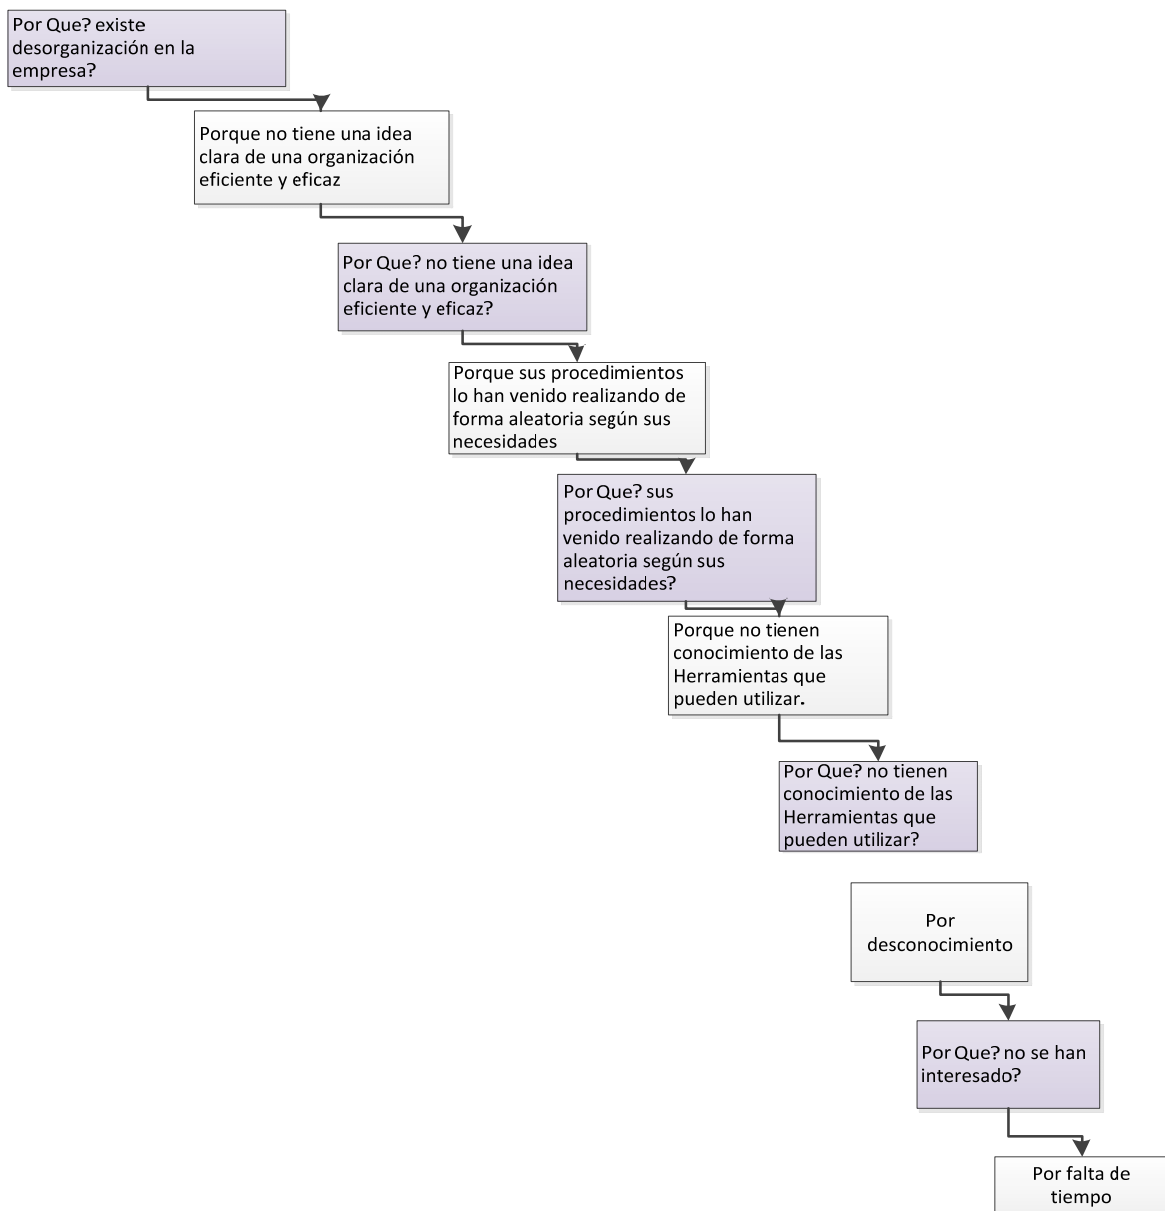 Por Que? existe
desorganización en la
empresa?
Porque no tiene una idea
clara de una organización
eficiente y eficaz
Por Que? no tiene una idea
clara de una organización
eficiente y eficaz?
Porque sus procedimientos
lo han venido realizando de
forma aleatoria según sus
necesidades
Por Que? sus
procedimientos lo han
venido realizando de forma
aleatoria según sus
necesidades?
Porque no tienen
conocimiento de las
Herramientas que
pueden utilizar.
Por Que? no tienen
conocimiento de las
Herramientas que
pueden utilizar?
Por
desconocimiento
Por Que? no se han
interesado?
Por falta de
tiempo